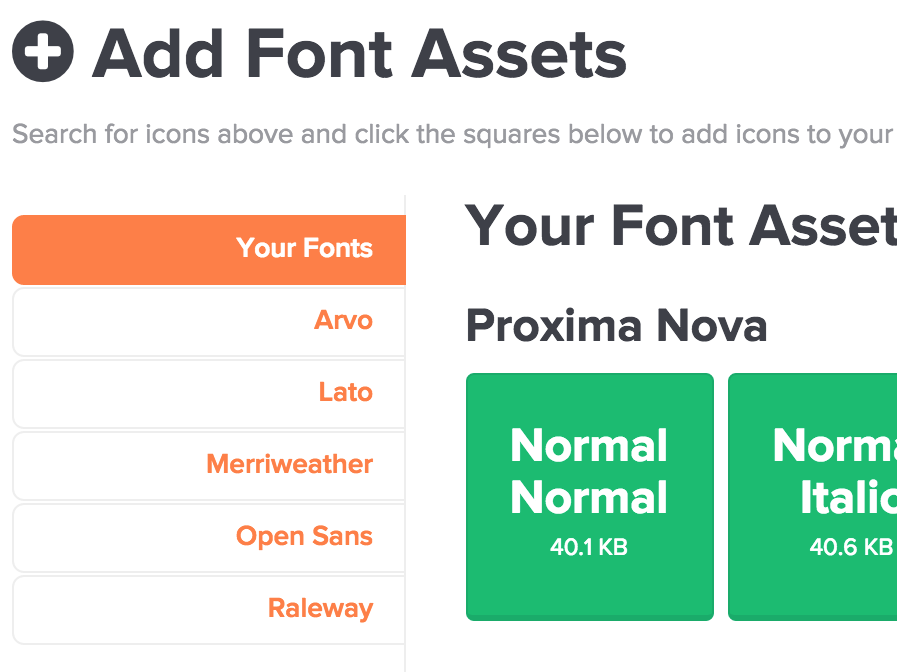 Add Font Assets
Search for icons above and click the squares below to add icons to your
Your Fonts
Arvo
Lato
Merriweather
Open Sans
Raleway
Your Font Asset
Proxima Nova
Normal
Normal
40.1 KB
Norma
Italic
40.6 KB